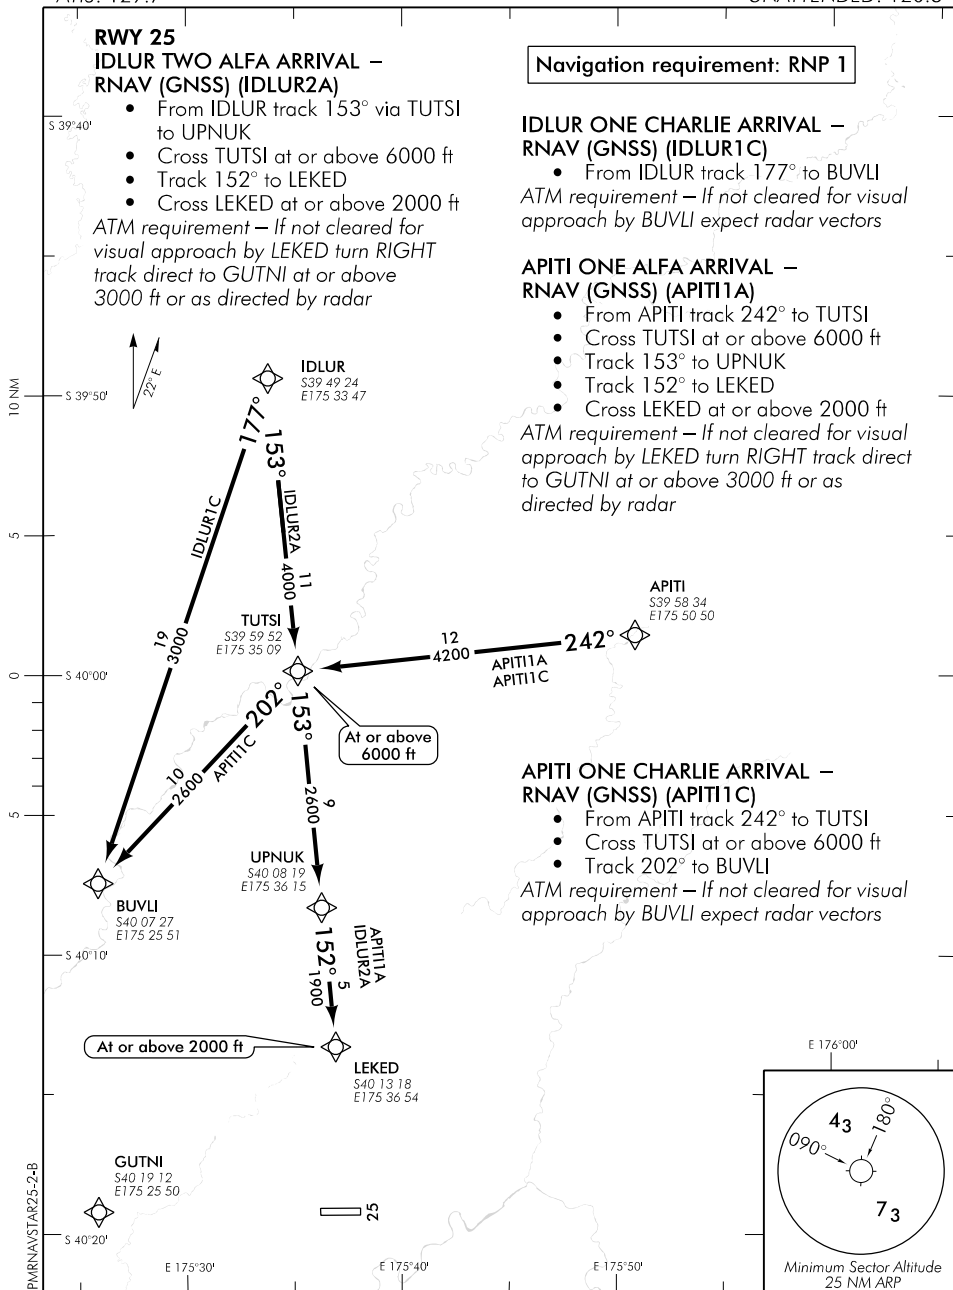 RWY 25
IDLUR TWO ALFA ARRIVAL –
RNAV (GNSS) (IDLUR2A)
• From IDLUR track 153° via TUTSI
to UPNUK
• Cross TUTSI at or above 6000 ft
• Track 152° to LEKED
• Cross LEKED at or above 2000 ft
ATM requirement – If not cleared for
visual approach by LEKED turn RIGHT
track direct to GUTNI at or above
3000 ft or as directed by radar
Navigation requirement: RNP 1
IDLUR ONE CHARLIE ARRIVAL –
RNAV (GNSS) (IDLUR1C)
• From IDLUR track 177° to BUVLI
ATM requirement – If not cleared for visual
approach by BUVLI expect radar vectors
APITI ONE ALFA ARRIVAL –
RNAV (GNSS) (APITI1A)
• From APITI track 242° to TUTSI
• Cross TUTSI at or above 6000 ft
• Track 153° to UPNUK
• Track 152° to LEKED
• Cross LEKED at or above 2000 ft
ATM requirement – If not cleared for visual
approach by LEKED turn RIGHT track direct
to GUTNI at or above 3000 ft or as
directed by radar
S 39°40'
22° E
IDLUR
S39 49 24
E175 33 47
10 NM
S 39°50'
177°
153°
IDLUR1C
IDLUR2A
11
4000
5
19
3000
TUTSI
S39 59 52
E175 35 09
APITI
S39 58 34
E175 50 50
12
4200
242°
APITI1A
APITI1C
0
S 40°00'
202°
153°
At or above
6000 ft
APITI1C
10
2600
9
2600
5
APITI ONE CHARLIE ARRIVAL –
RNAV (GNSS) (APITI1C)
• From APITI track 242° to TUTSI
• Cross TUTSI at or above 6000 ft
• Track 202° to BUVLI
ATM requirement – If not cleared for visual
approach by BUVLI expect radar vectors
UPNUK
S40 08 19
E175 36 15
BUVLI
S40 07 27
E175 25 51
S 40°10'
152°
APITI1A
IDLUR2A
5
1900
At or above 2000 ft
LEKED
S40 13 18
E175 36 54
E 176°00'
GUTNI
S40 19 12
E175 25 50
25
S 40°20'
E 175°30'
E 175°40'
E 175°50'
PMRNAVSTAR25-2-B
43
090°
180°
73
Minimum Sector Altitude
25 NM ARP